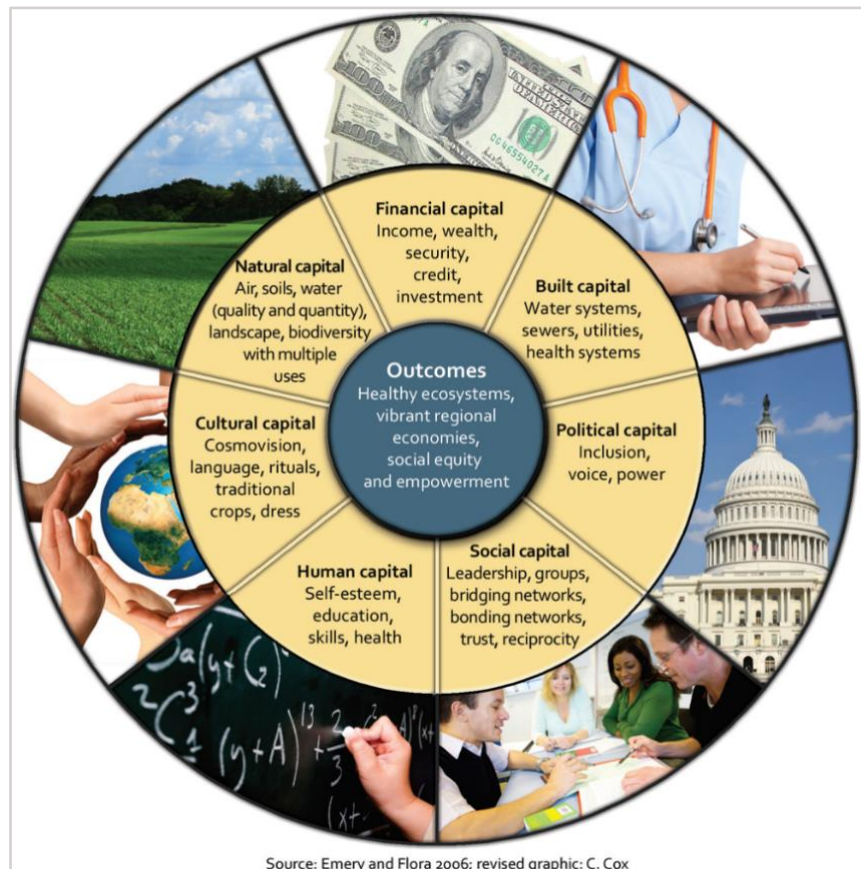 Financial capital
Income, wealth,
security,
credit,
investment
Built capital
Water systems,
sewers, utilities,
health systems
Political capital
Inclusion,
voice, power
Social capital
Leadership, groups,
bridging networks,
bonding networks,
trust, reciprocity
Human capital
Self-esteem,
education,
skills, health
Cultural capital
Cosmovision,
language, rituals,
traditional
crops, dress
Natural capital
Air, soils, water
(quality and quantity),
landscape, biodiversity
with multiple
uses
Outcomes
Healthy ecosystems,
vibrant regional
economies,
social equity
and empowerment
100
100
Source: Emery and Flora 2006; revised graphic: C. Cox